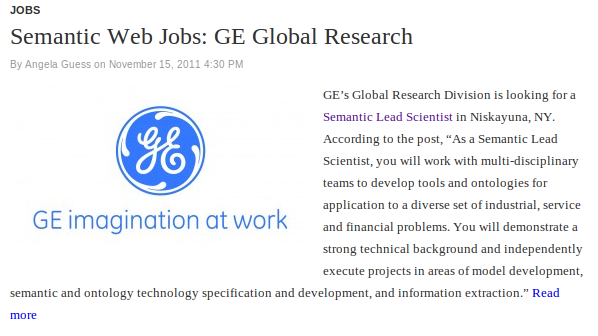 JOBS
Semantic Web Jobs: GE Global Research
By Angela Guess on November 15, 2011 4:30 PM
GE
GE imagination at work
GE’s Global Research Division is looking for a
Semantic Lead Scientist in Niskayuna, NY.
According to the post, “As a Semantic Lead
Scientist, you will work with multi-disciplinary
teams to develop tools and ontologies for
application to a diverse set of industrial, service
and financial problems. You will demonstrate a
strong technical background and independently
execute projects in areas of model development,
semantic and ontology technology specification and development, and information extraction.” Read
more